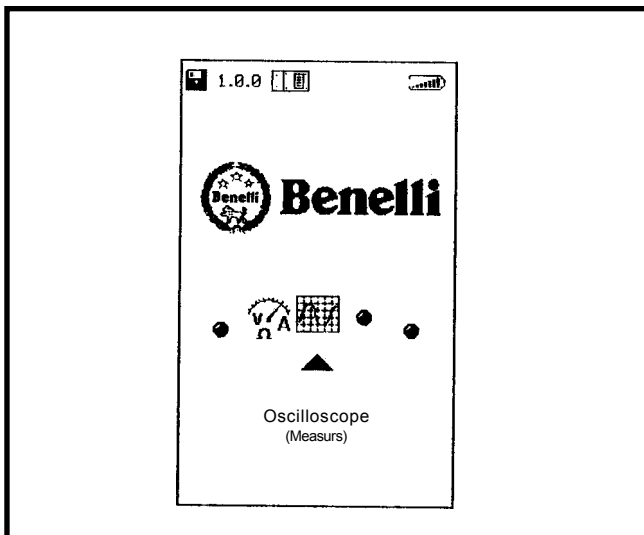 1.0.0
Benelli Benelli
V A
Ω
Oscilloscope
(Measurs)